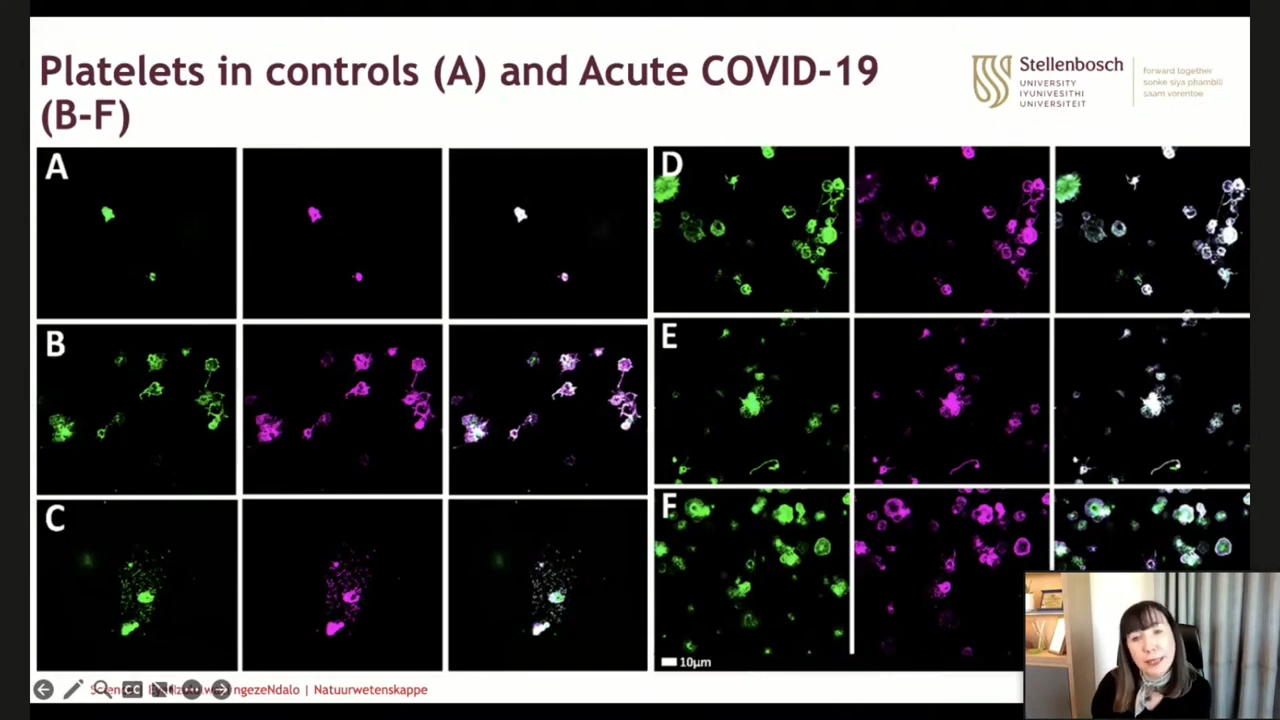 Platelets in controls (A) and Acute COVID-19
(B-F)
Stellenbosch
UNIVERSITY
IYUNIVESITHI
UNIVERSITEIT
forward together
sonke siya phambili
saam vorentoe
A
B
C
D
E
F
10µm
CC
ngezeNdalo | Natuurwetenskappe